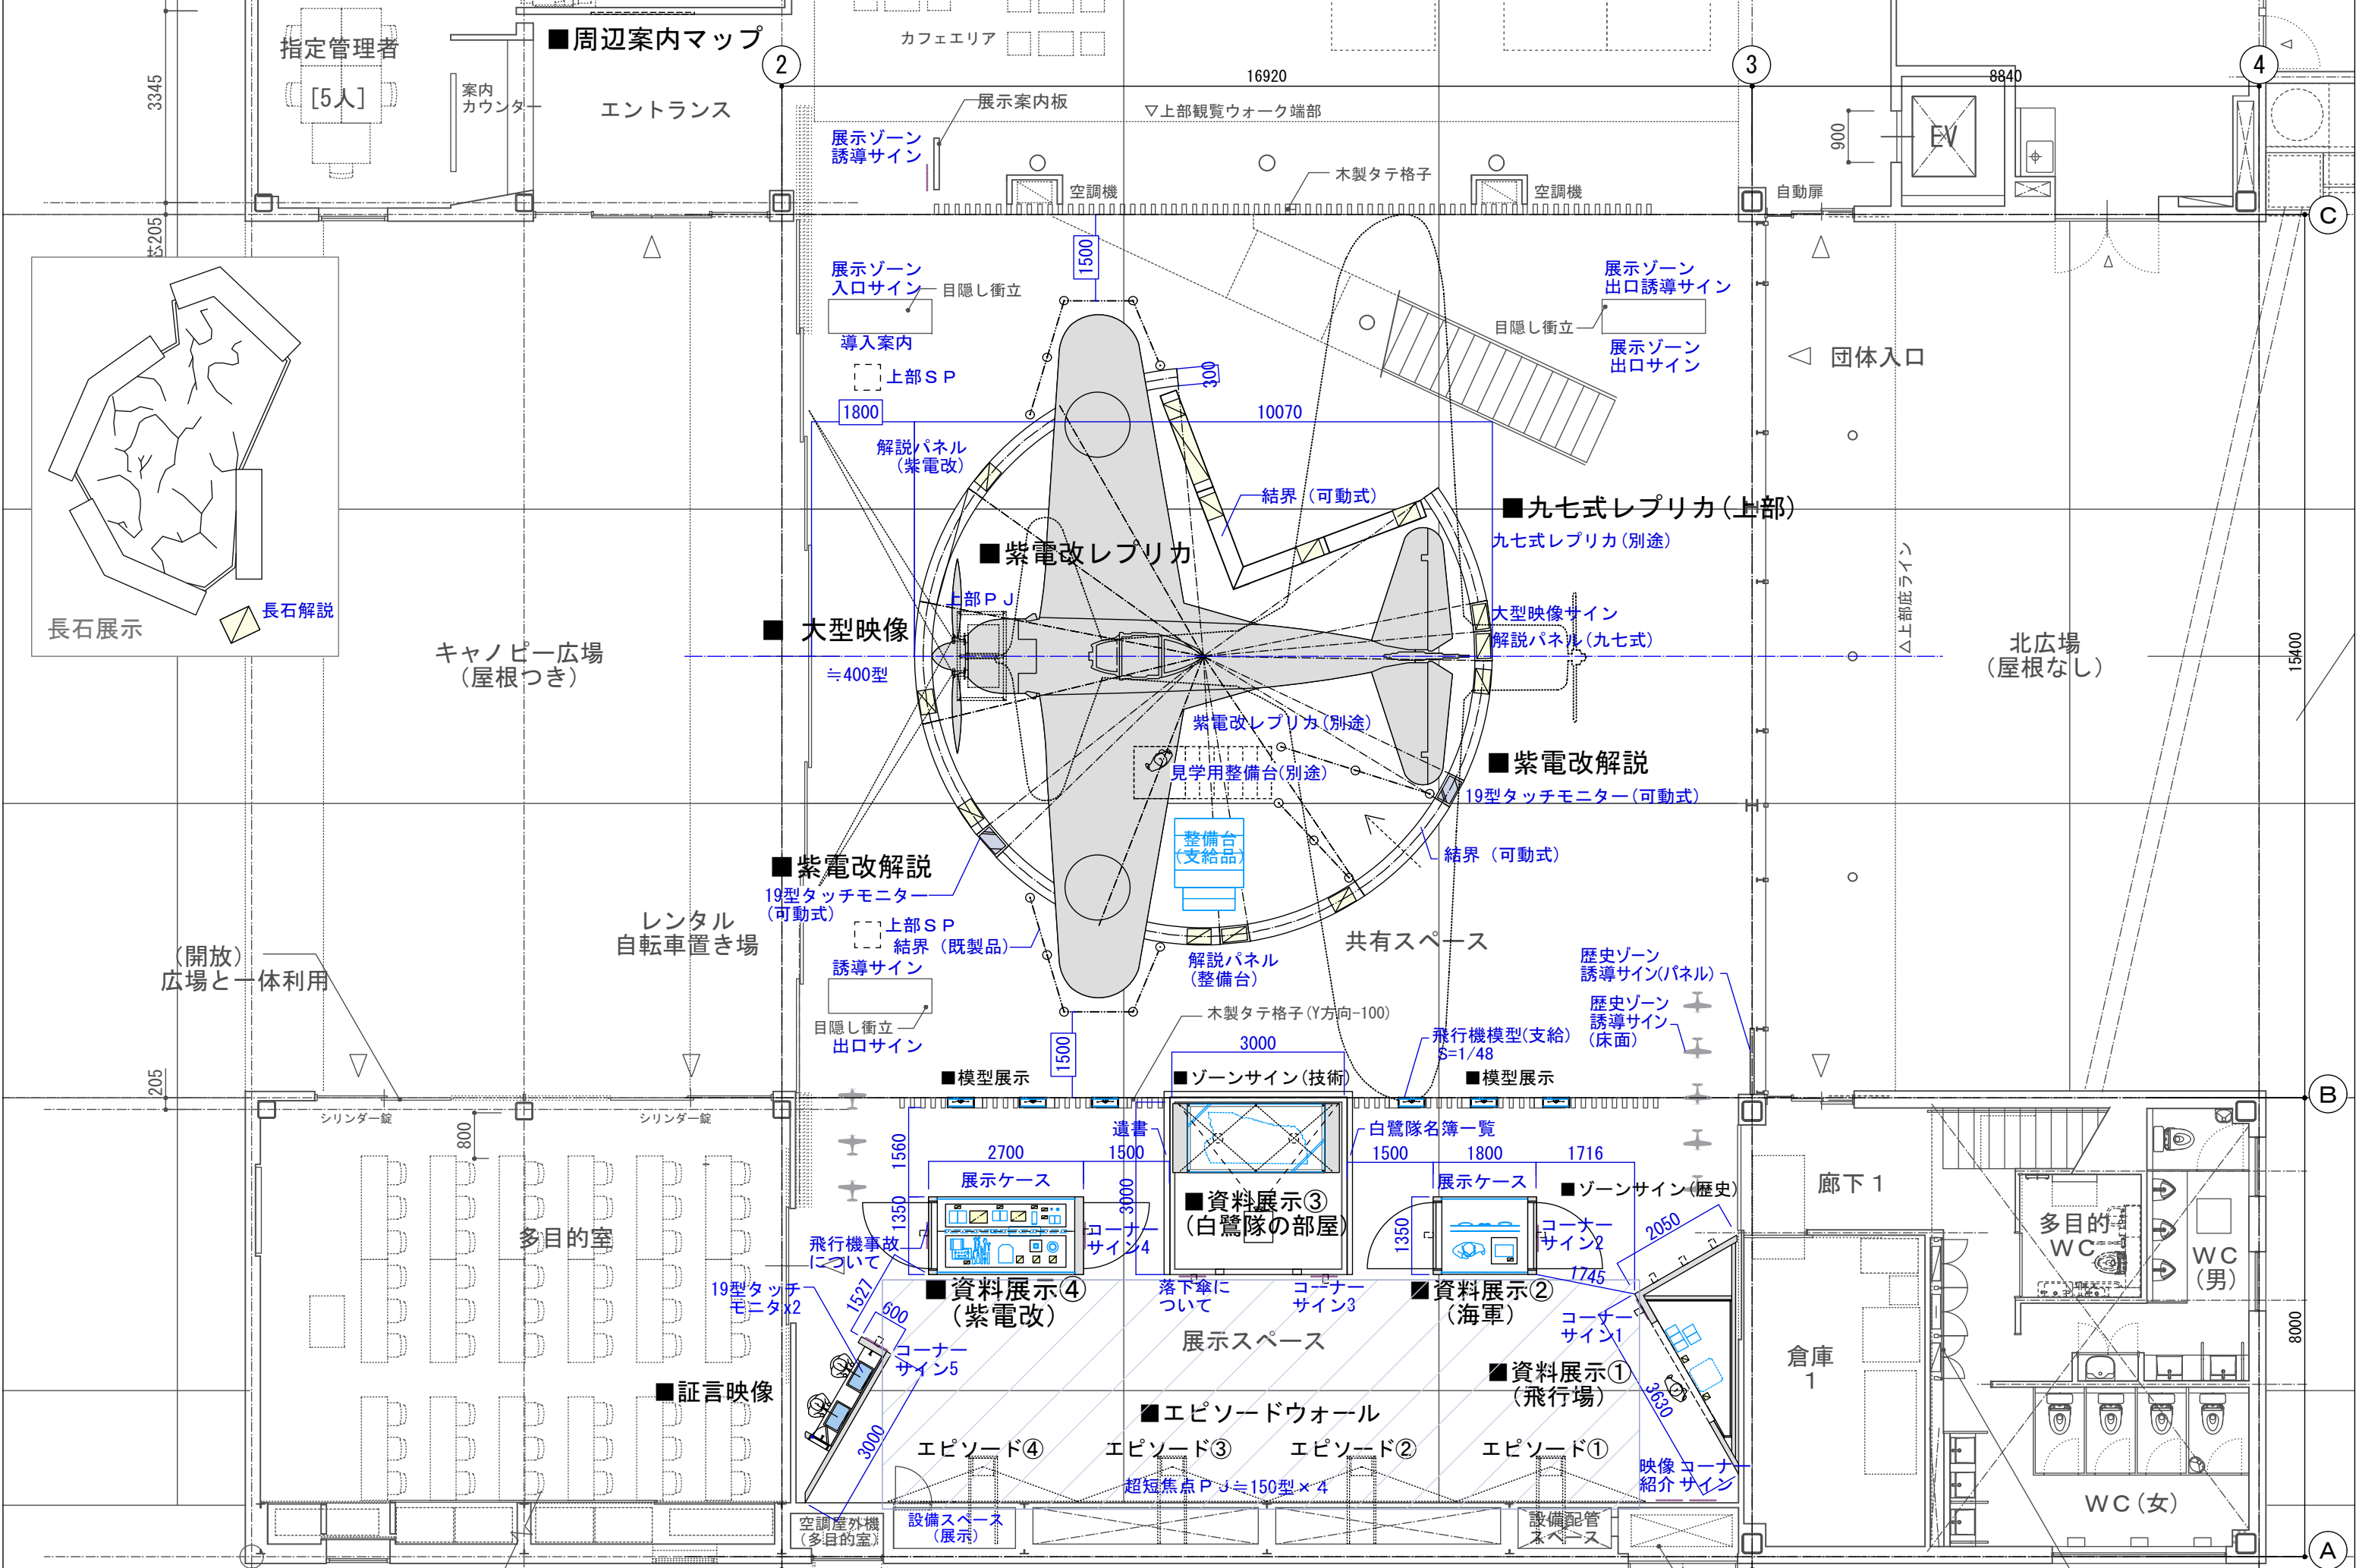 指定管理者
[5人]
案内
カウンター
■周辺案内マップ
エントランス
2
カフェエリア
16920
3
8840
4
3345
展示案内板
▽上部観覧ウォーク端部
展示ゾーン
誘導サイン
900
EV
空調機
木製タテ格子
空調機
自動扉
C
205
1500
展示ゾーン
入口サイン
目隠し衝立
導入案内
上部ＳＰ
展示ゾーン
出口誘導サイン
目隠し衝立
展示ゾーン
出口サイン
団体入口
300
1800
10070
解説パネル
(紫電改)
結界（可動式）
■九七式レプリカ(上部)
九七式レプリカ(別途)
■紫電改レプリカ
△上部庇ライン
長石解説
長石展示
上部ＰＪ
大型映像サイン
■ 大型映像
解説パネル(九七式)
キャノピー広場
(屋根つき)
≒400型
北広場
(屋根なし)
15400
紫電改レプリカ(別途)
見学用整備台(別途)
■紫電改解説
19型タッチモニター(可動式)
整備台
(支給品)
結界（可動式）
■紫電改解説
19型タッチモニター
(可動式)
レンタル
自転車置き場
上部ＳＰ
結界（既製品）
共有スペース
(開放)
広場と一体利用
誘導サイン
解説パネル
(整備台)
歴史ゾーン
誘導サイン(パネル)
歴史ゾーン
誘導サイン
(床面)
目隠し衝立
出口サイン
木製タテ格子(Y方向-100)
1500
3000
飛行機模型(支給)
S=1/48
205
■模型展示
■ゾーンサイン(技術)
■模型展示
B
シリンダー錠
シリンダー錠
800
1560
遺書
白鷺隊名簿一覧
2700
1500
1500
1800
1716
展示ケース
展示ケース
1350
3000
■資料展示③
(白鷺隊の部屋)
■ゾーンサイン(歴史)
廊下１
多目的
ＷＣ
ＷＣ
(男)
多目的室
飛行機事故
について
コーナー
サイン4
1350
コーナー
サイン2
2050
1745
19型タッチ
モニタx2
1527
600
■資料展示④
(紫電改)
落下傘に
ついて
コーナー
サイン3
■資料展示②
(海軍)
8000
展示スペース
コーナー
サイン1
コーナー
サイン5
■資料展示①
(飛行場)
倉庫
1
■証言映像
3630
■エピソードウォール
3000
エピソード④
エピソード③
エピソード②
エピソード①
超短焦点ＰＪ≒150型×4
映像コーナー
紹介サイン
ＷＣ(女)
空調屋外機
(多目的室)
設備スペース
(展示)
設備配管
スペース
A